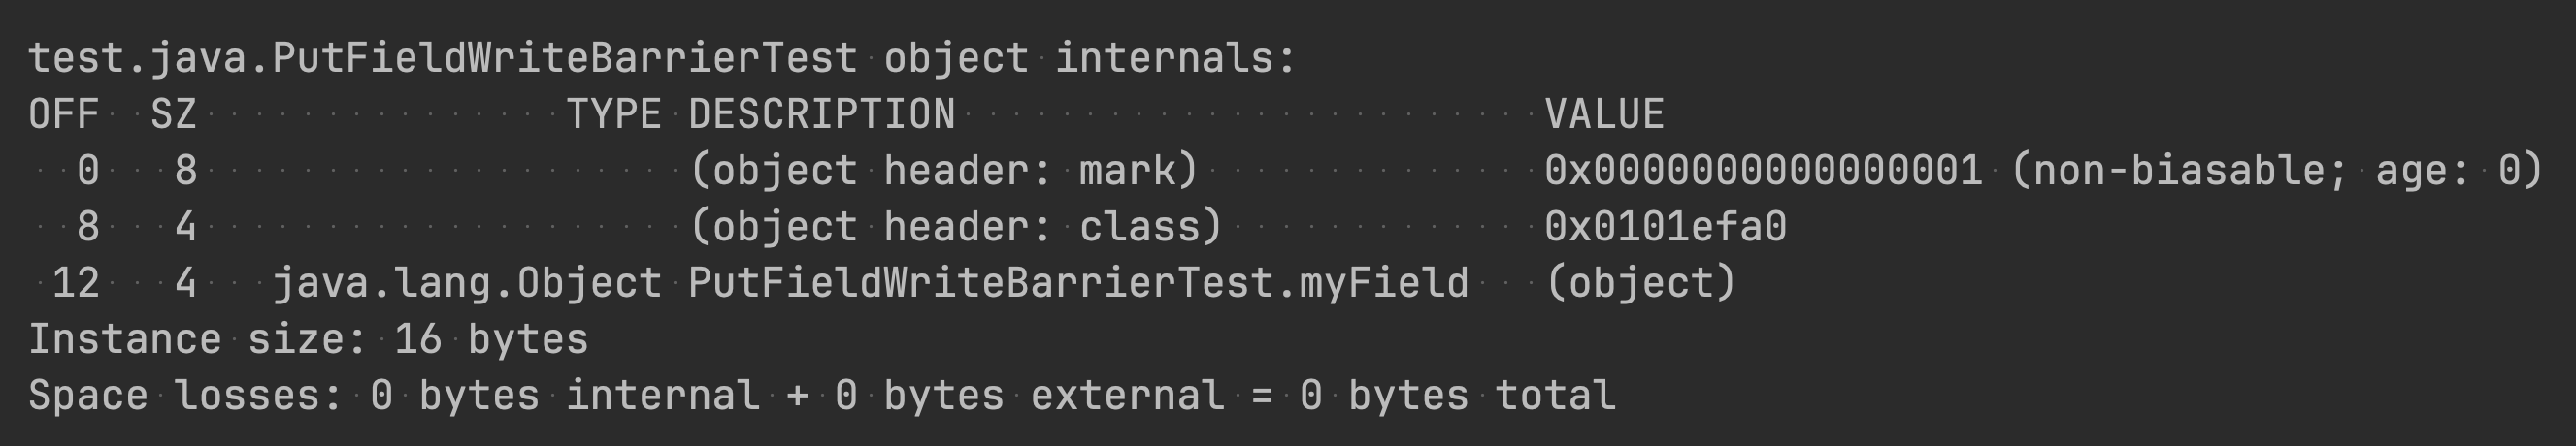 test.java.PutFieldWriteBarrierTest object internals:
OFF  SZ               TYPE DESCRIPTION                        VALUE
  0   8                    (object header: mark)              0x0000000000000001 (non-biasable; age: 0)
  8   4                    (object header: class)             0x0101efa0
 12   4   java.lang.Object PutFieldWriteBarrierTest.myField   (object)
Instance size: 16 bytes
Space losses: 0 bytes internal + 0 bytes external = 0 bytes total